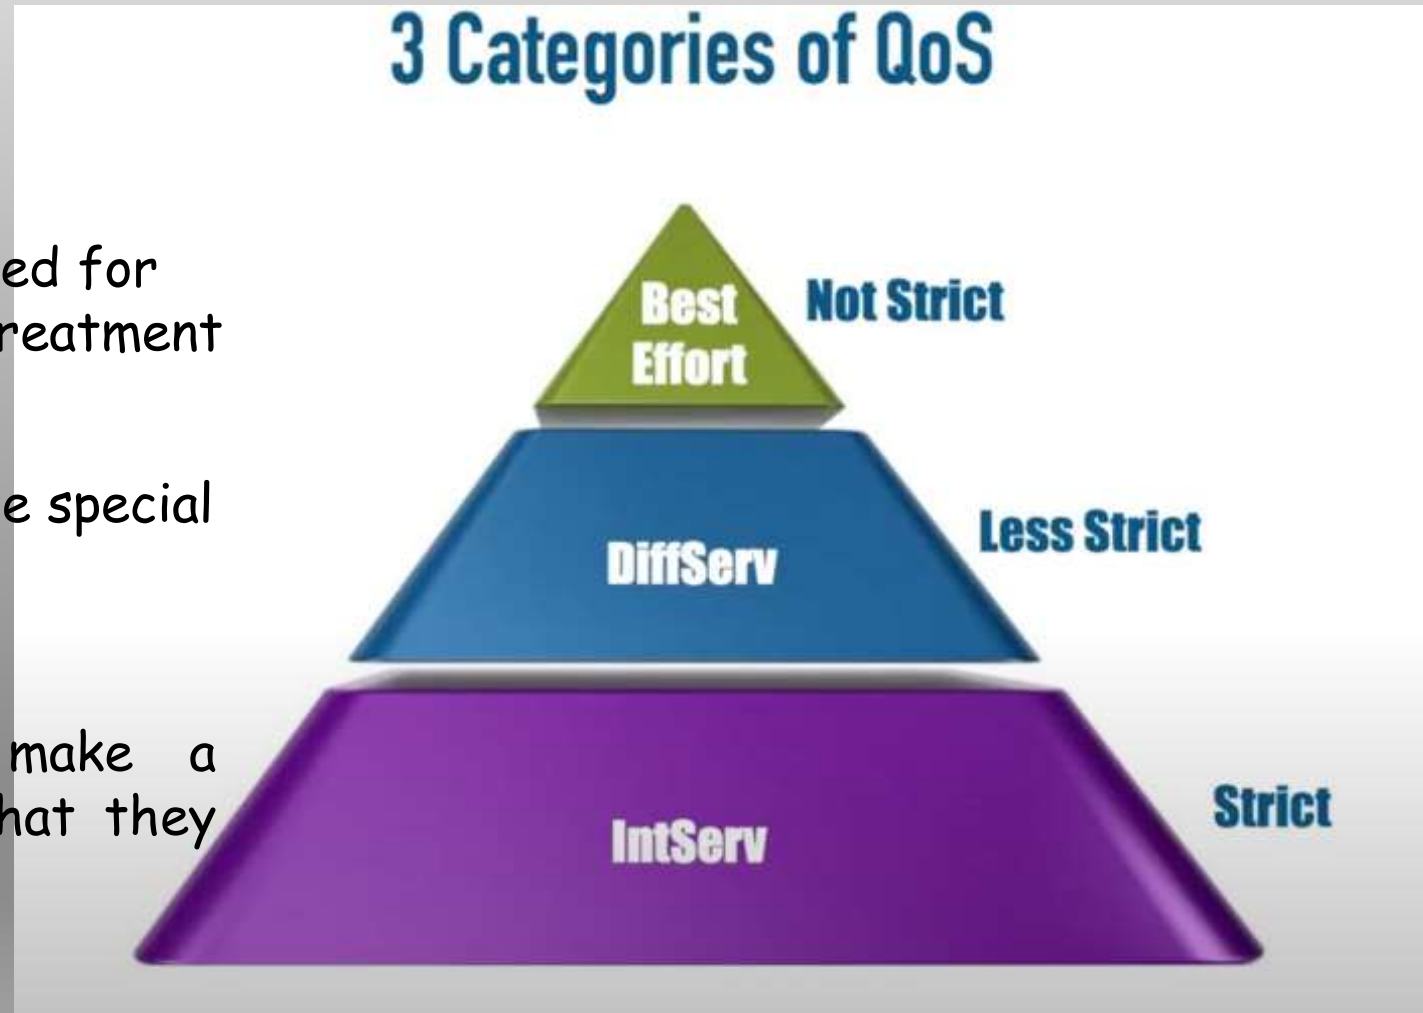 3 Categories of QoS
ed for
reatment
Best
Effort
Not Strict
e special
DiffServ
Less Strict
make a
hat they
IntServ
Strict